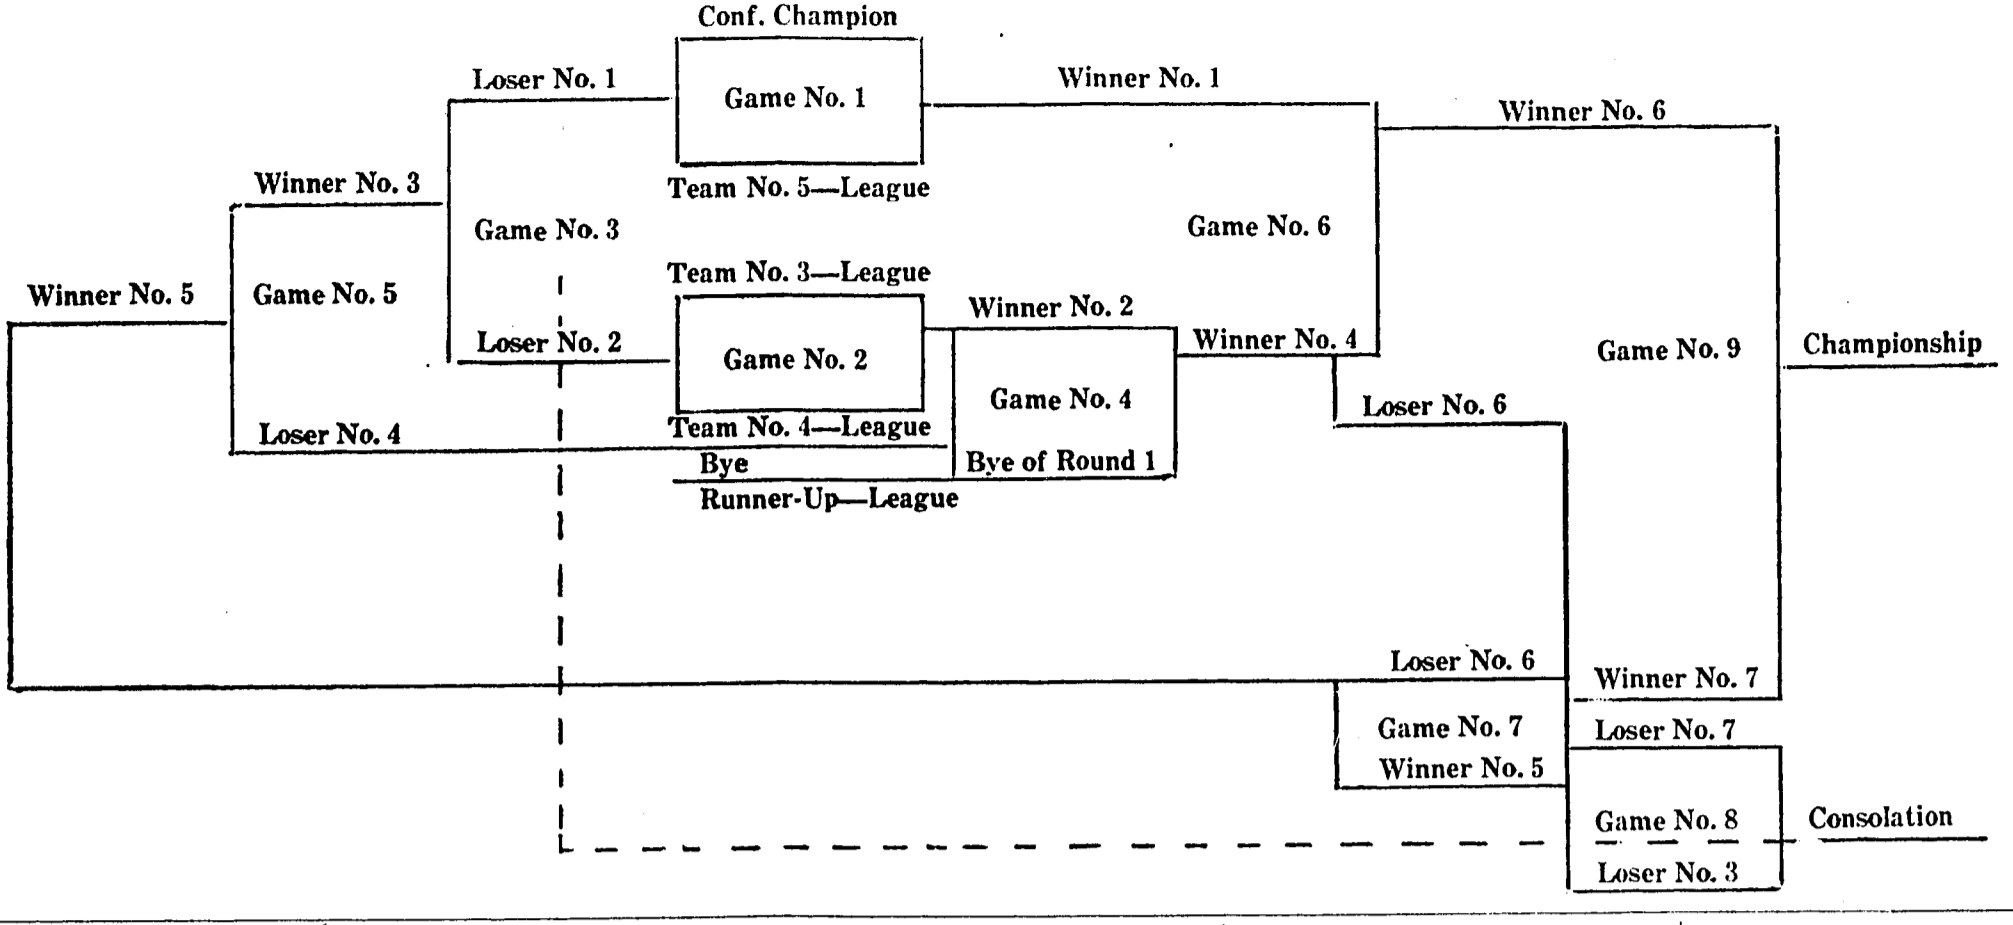 Conf. Champion
Loser No. 1
Game No. 1
Winner No. 1
Winner No. 6
Winner No. 3
Team No. 5—League
Game No. 3
Game No. 6
Team No. 3—League
Winner No. 5
Game No. 5
Winner No. 2
Loser No. 2
Game No. 2
Winner No. 4
Game No. 9
Championship
Game No. 4
Loser No. 6
Loser No. 4
Team No. 4—League
Bye
Bye of Round 1
Runner-Up—League
Loser No. 6
Winner No. 7
Game No. 7
Loser No. 7
Winner No. 5
Game No. 8
Consolation
Loser No. 3